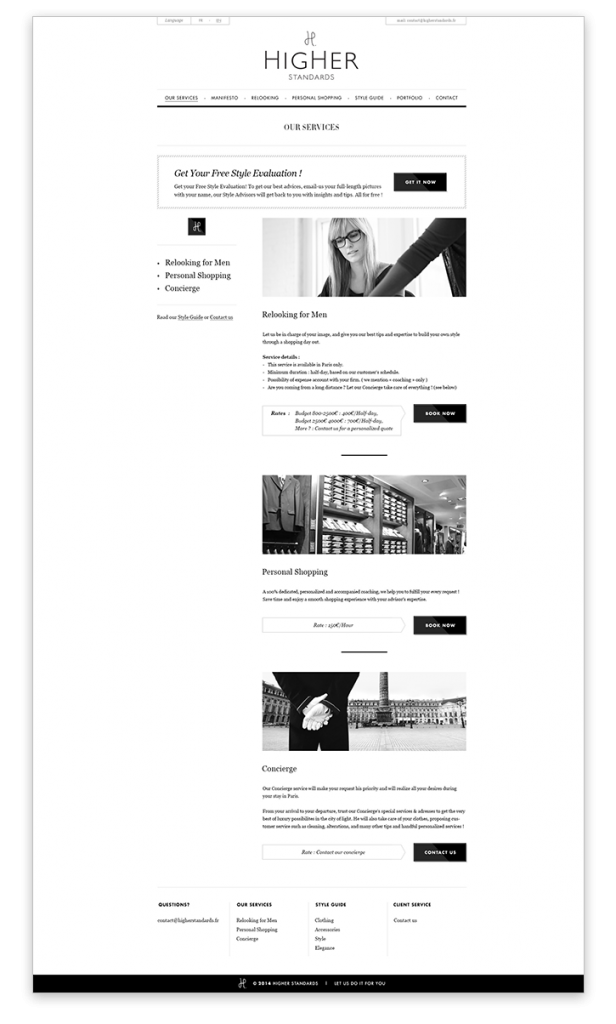 Language
mail: contact@higherstandards.fr
H
HIGHER
STANDARDS
OUR SERVICES
MANIFESTO
RELOOKING
PERSONAL SHOPPING
STYLE GUIDE
PORTFOLIO
CONTACT
OUR SERVICES
Get Your Free Style Evaluation !
Get your Free Style Evaluation! To get our best advices, email-us your full-length pictures
with your name, our Style Advisors will get back to you with insights and tips. All for free !
GET IT NOW
H
• Relooking for Men
• Personal Shopping
• Concierge
Read our Style Guide or Contact us
Relooking for Men
Let us be in charge of your image, and give you our best tips and expertise to build your own style
through a shopping day out.
Service details :
- This service is available in Paris only.
- Minimum duration : half-day, based on our customer's schedule.
- Possibility of expense account with your firm. ( we mention « coaching » only )
- Are you coming from a long distance ? Let our Concierge take care of everything ! (see below)
Rates : Budget 600-2500€ : 400€/Half-day,
Budget 2500€ 4000€ : 700€/Half-day,
More ? : Contact us for a personalized quote
BOOK NOW
Personal Shopping
A 100% dedicated, personalized and accompanied coaching, we help you to fulfill your every request !
Save time and enjoy a smooth shopping experience with your advisor's expertise.
Rate : 150€/Hour
BOOK NOW
Concierge
Our Concierge service will make your request his priority and will realize all your desires during
your stay in Paris.
From your arrival to your departure, trust our Concierge's special services & adresses to get the very
best of luxury possibilites in the city of light. He will also take care of your clothes, proposing cus-
tomer service such as cleaning, alterations, and many other tips and handful personalized services !
Rate : Contact our concierge
CONTACT US
QUESTIONS?
contact@higherstandards.fr
OUR SERVICES
Relooking for Men
Personal Shopping
Concierge
STYLE GUIDE
Clothing
Accessories
Style
Elegance
CLIENT SERVICE
Contact us
H © 2014 HIGHER STANDARDS | LET US DO IT FOR YOU